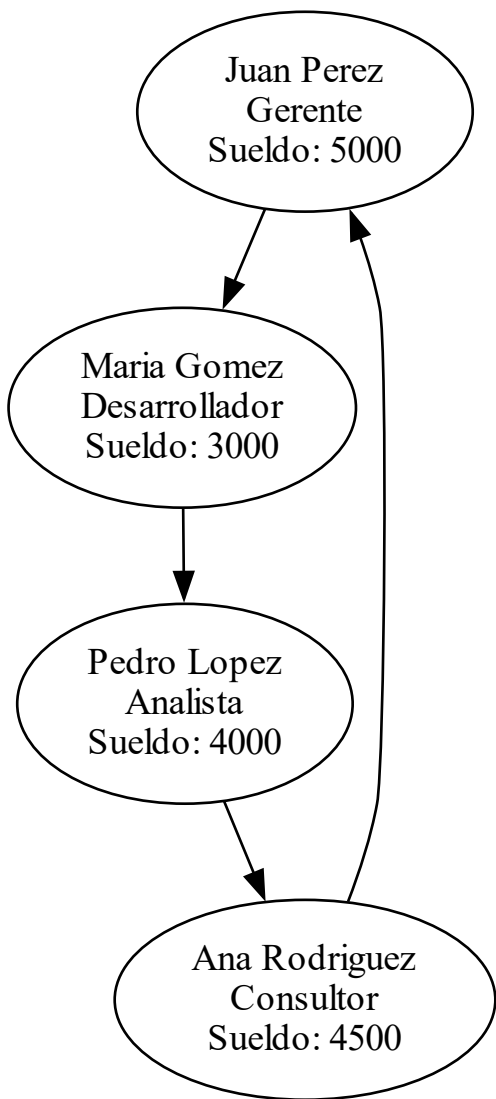 Juan Perez
Gerente
Sueldo: 5000
Maria Gomez
Desarrollador
Sueldo: 3000
Pedro Lopez
Analista
Sueldo: 4000
Ana Rodriguez
Consultor
Sueldo: 4500